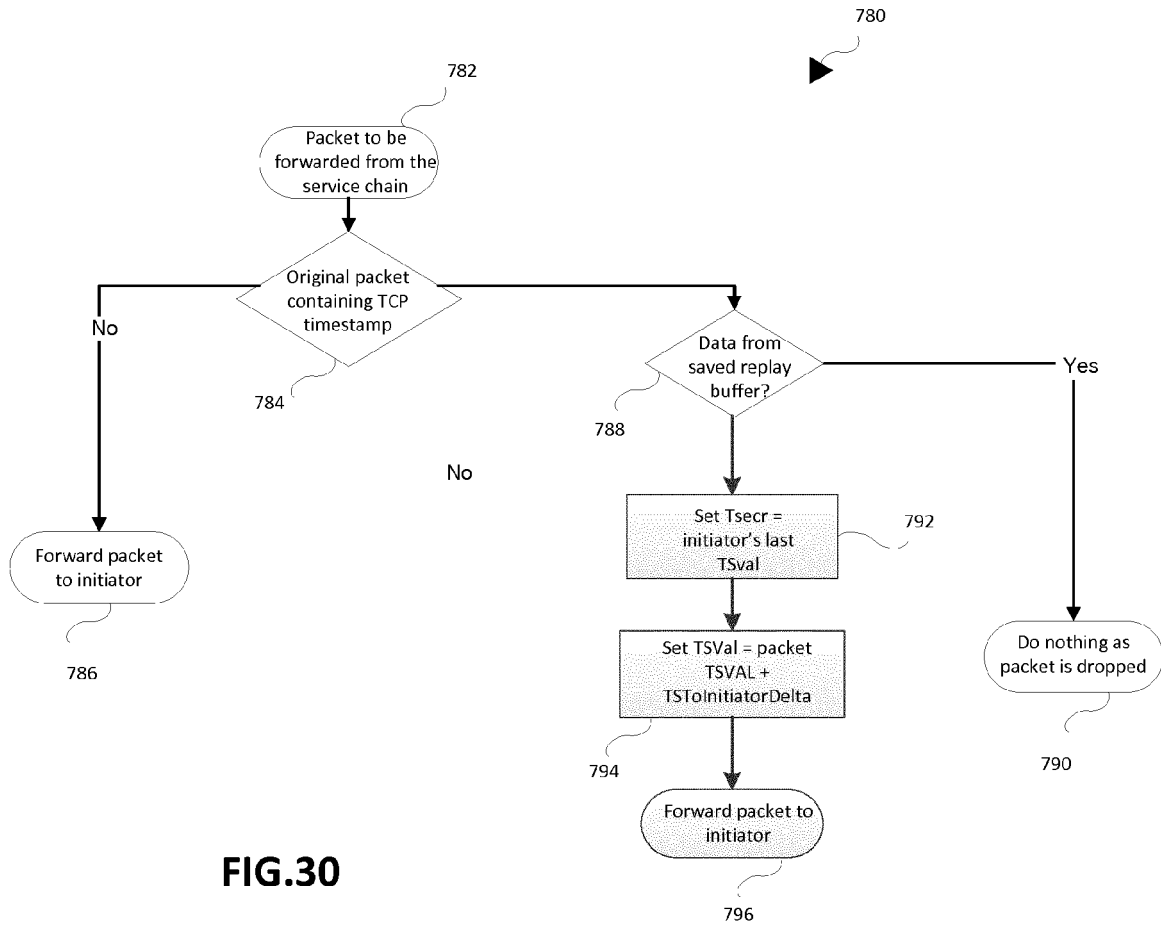 780
782
Packet to be
forwarded from the
service chain
Original packet
containing TCP
timestamp
784
No
Data from
saved replay
buffer?
788
Yes
No
Set Tsecr =
initiator's last
TSval
792
Forward packet
to initiator
786
Set TSVal = packet
TSVAL +
TSToInitiatorDelta
794
Do nothing as
packet is dropped
790
Forward packet to
initiator
796
FIG.30